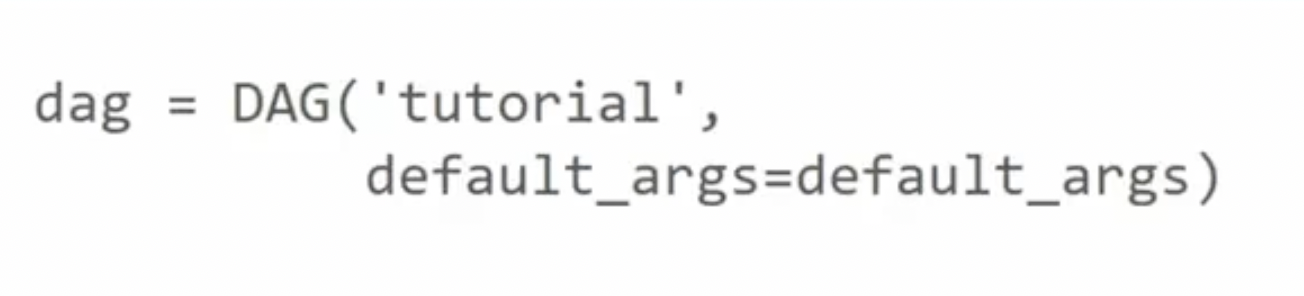 dag = DAG('tutorial',
default_args=default_args)